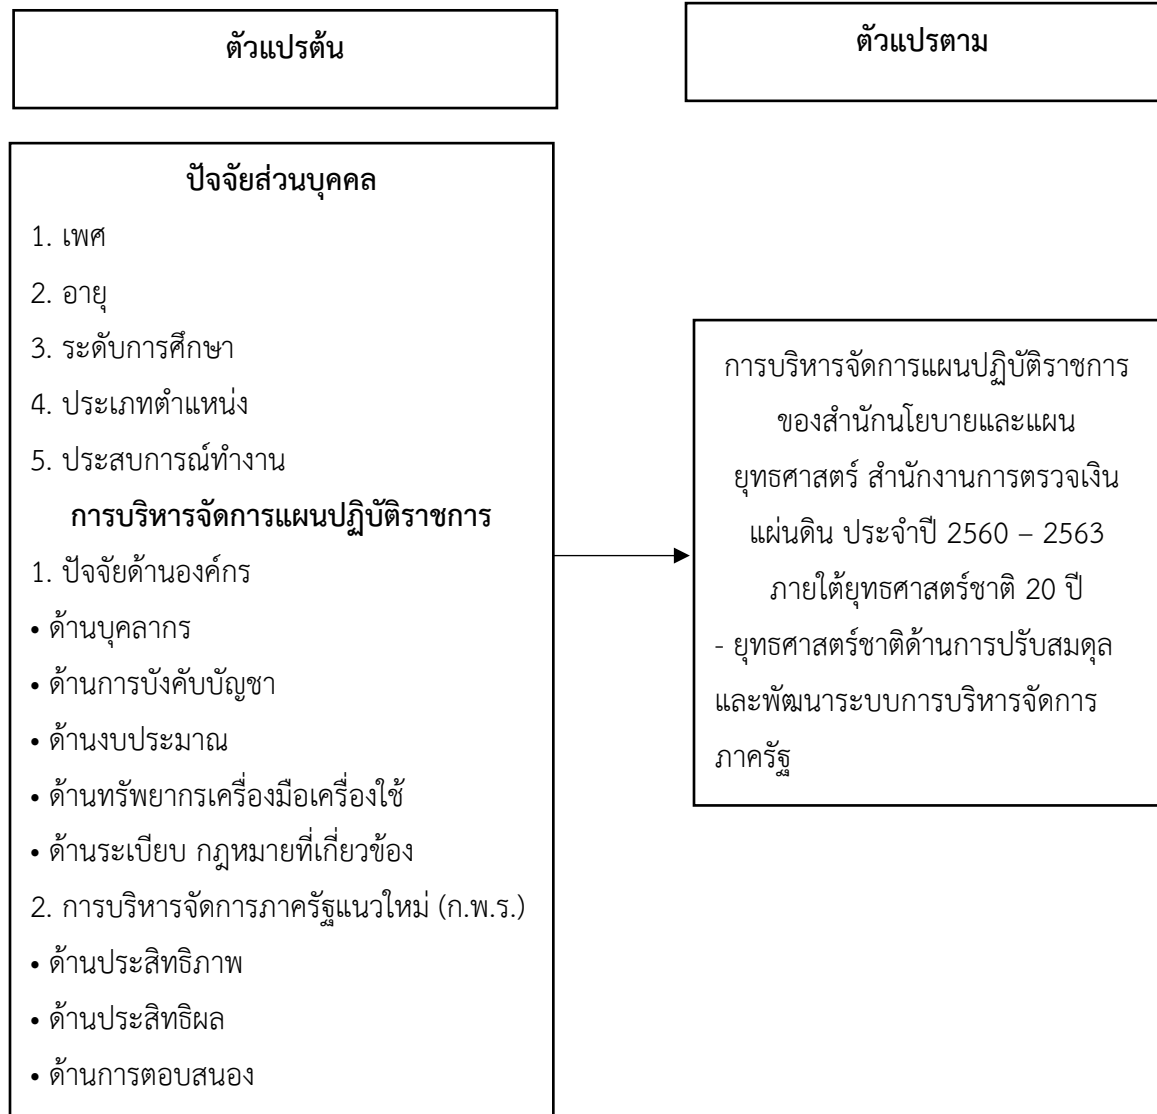 ตัวแปรต้น
ตัวแปรตาม
ปัจจัยส่วนบุคคล
1. เพศ
2. อายุ
3. ระดับการศึกษา
4. ประเภทตำแหน่ง
5. ประสบการณ์ทำงาน
การบริหารจัดการแผนปฏิบัติราชการ
1. ปัจจัยด้านองค์กร
• ด้านบุคลากร
• ด้านการบังคับบัญชา
• ด้านงบประมาณ
• ด้านทรัพยากรเครื่องมือเครื่องใช้
• ด้านระเบียบ กฎหมายที่เกี่ยวข้อง
2. การบริหารจัดการภาครัฐแนวใหม่ (ก.พ.ร.)
• ด้านประสิทธิภาพ
• ด้านประสิทธิผล
• ด้านการตอบสนอง
การบริหารจัดการแผนปฏิบัติราชการ
ของสำนักนโยบายและแผน
ยุทธศาสตร์ สำนักงานการตรวจเงิน
แผ่นดิน ประจำปี 2560 – 2563
ภายใต้ยุทธศาสตร์ชาติ 20 ปี
- ยุทธศาสตร์ชาติด้านการปรับสมดุล
และพัฒนาระบบการบริหารจัดการ
ภาครัฐ